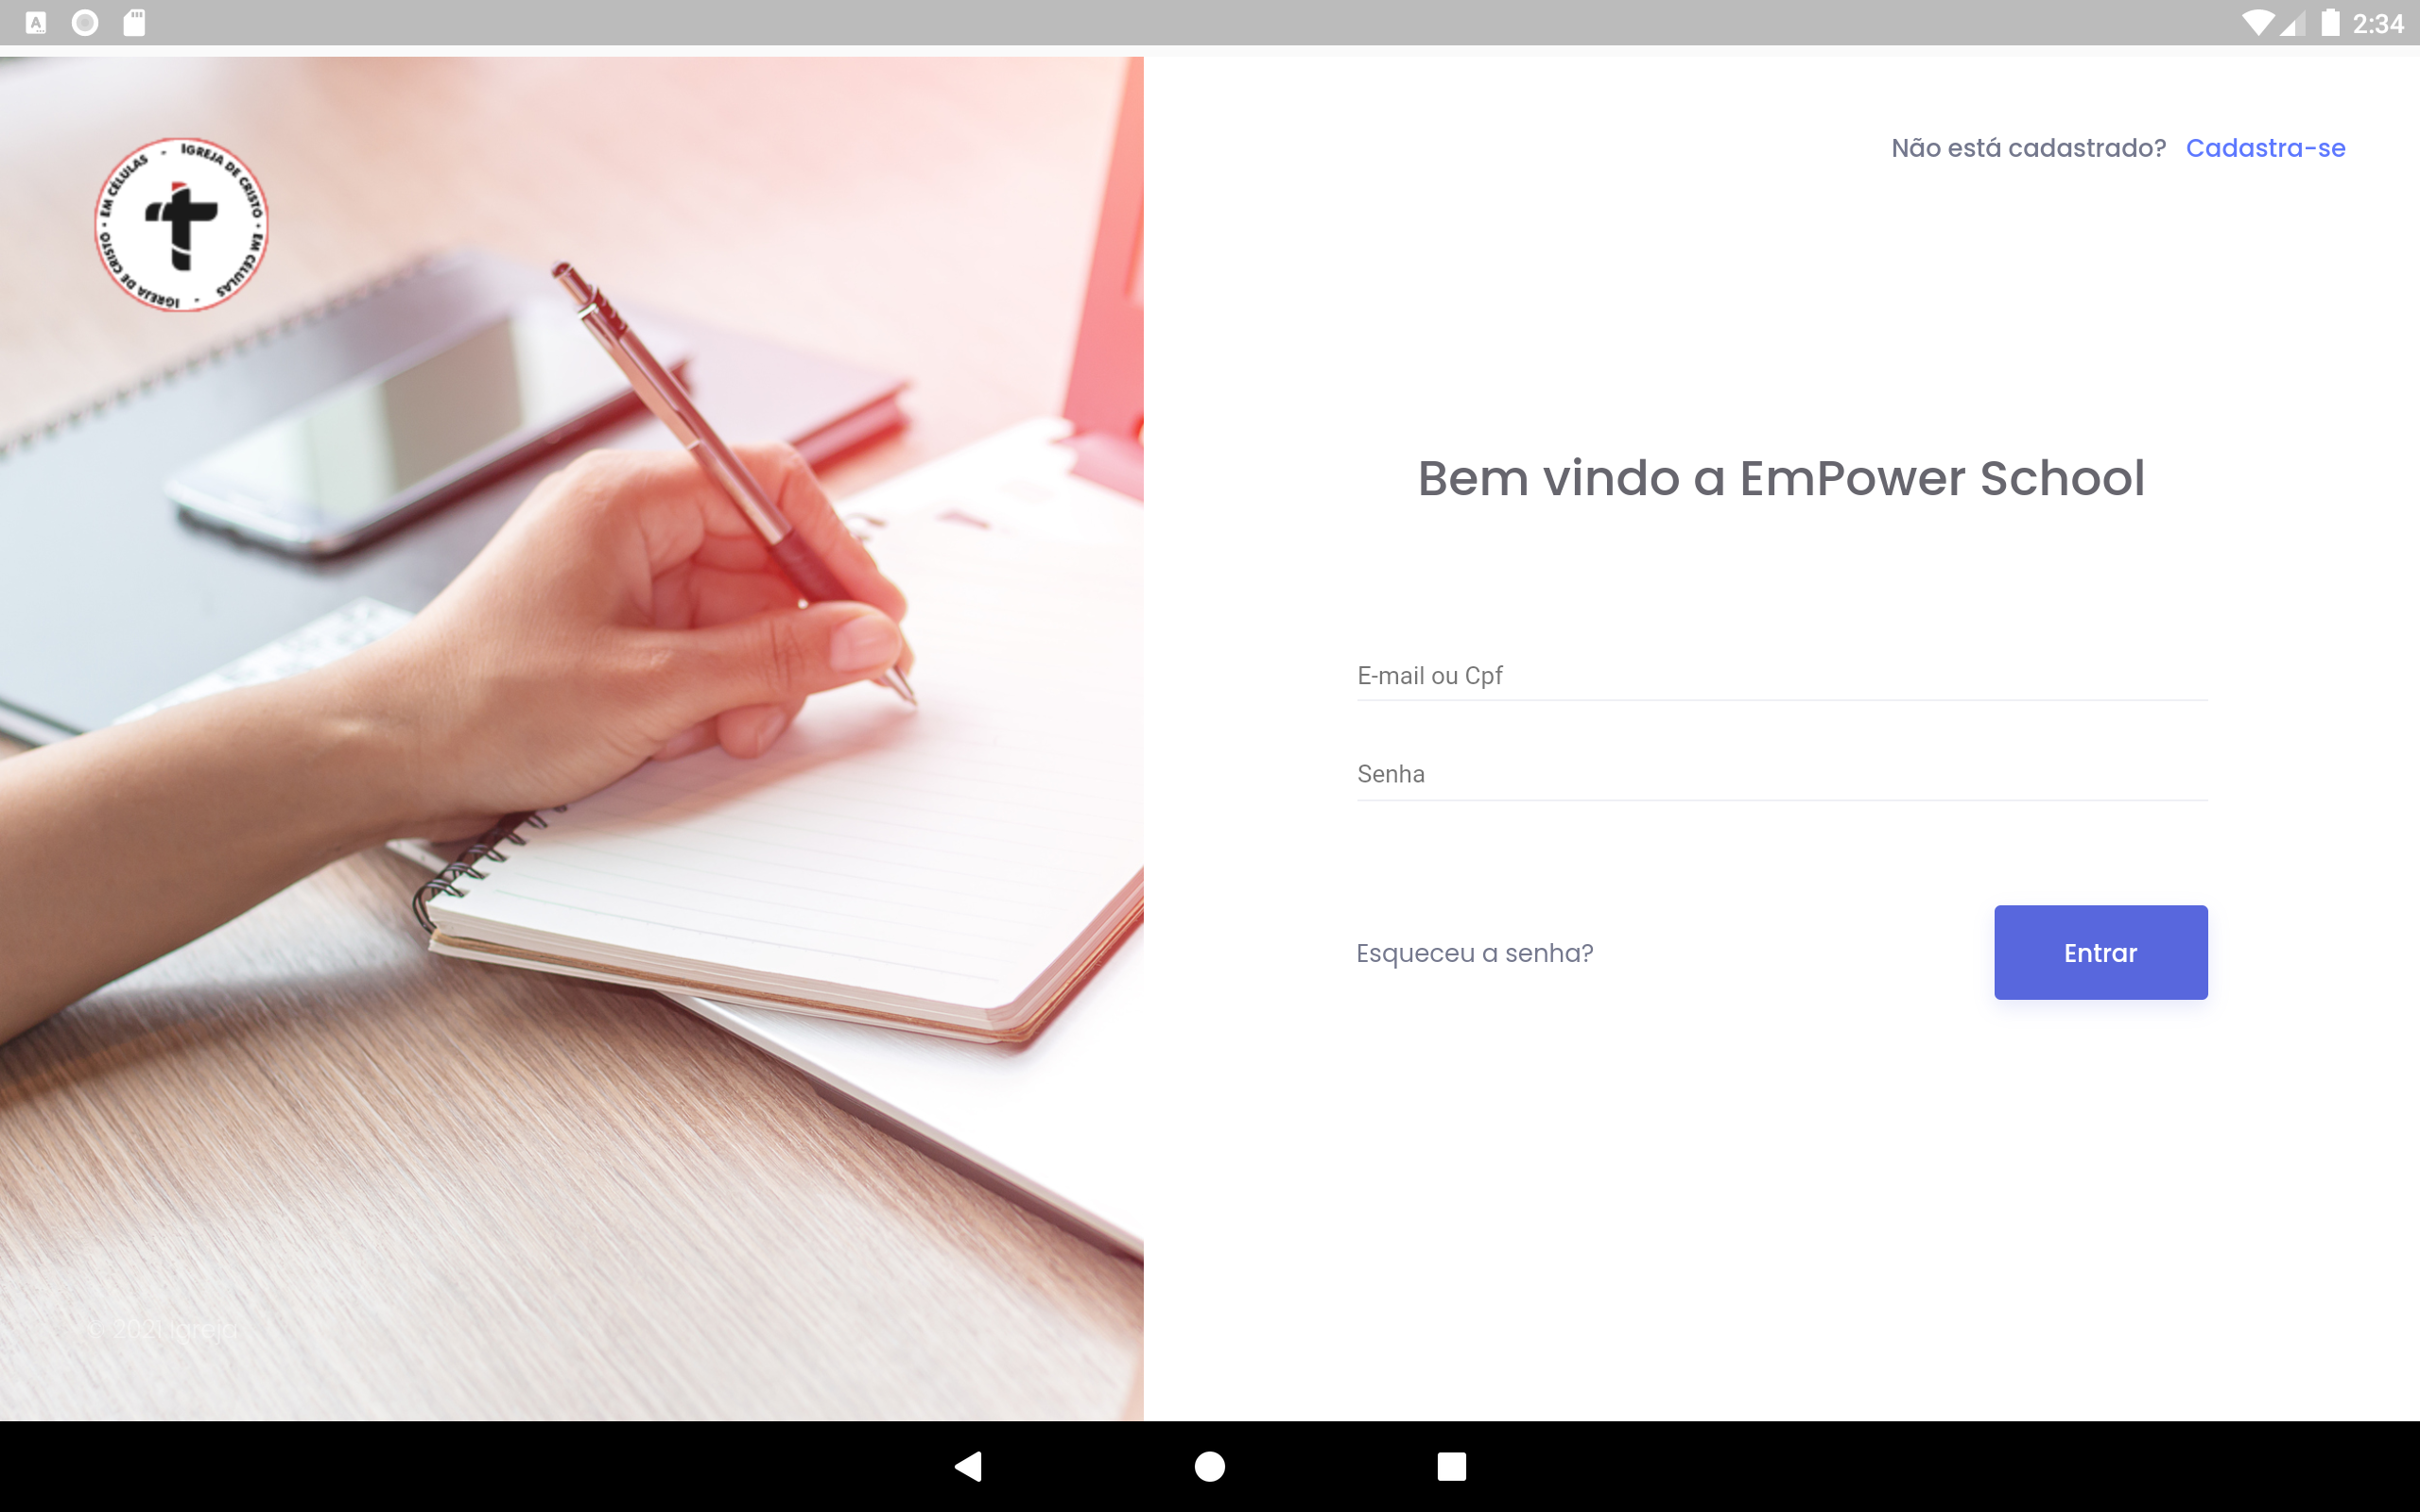 2:34
IGREJA DE CRISTO • EM CÉLULAS - IGREJA DE CRISTO • EM CÉLULAS -
Não está cadastrado? Cadastra-se
Bem vindo a EmPower School
E-mail ou Cpf
Senha
Esqueceu a senha?
Entrar
© 2021 Igreja